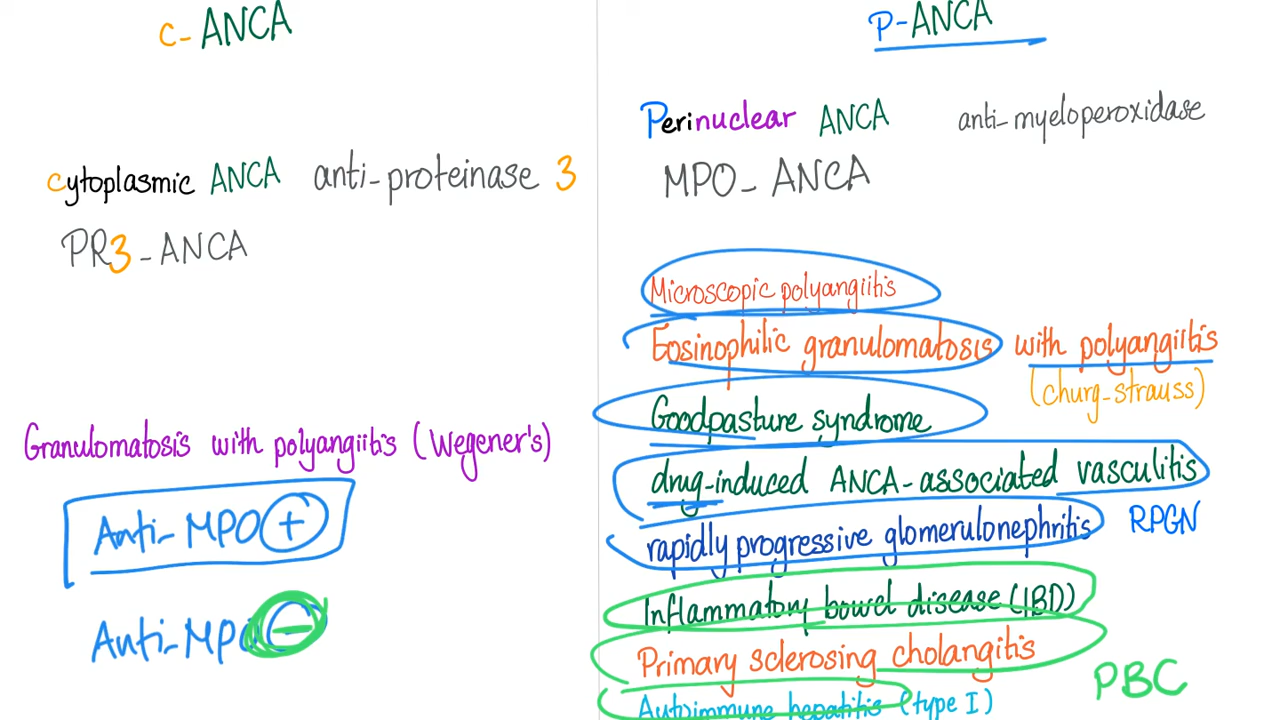 c-ANCA
Cytoplasmic ANCA anti-proteinase 3
PR3-ANCA
Granulomatosis with polyangiitis (Wegener's)
Anti-MPO +
Anti-MPO -
P-ANCA
Perinuclear ANCA anti-myeloperoxidase
MPO-ANCA
Microscopic polyangiitis
Eosinophilic granulomatosis with polyangiitis
(churg-strauss)
Goodpasture syndrome
drug-induced ANCA-associated vasculitis
rapidly progressive glomerulonephritis RPGN
Inflammatory bowel disease (IBD)
Primary sclerosing cholangitis
PBC
Autoimmune hepatitis (type I)